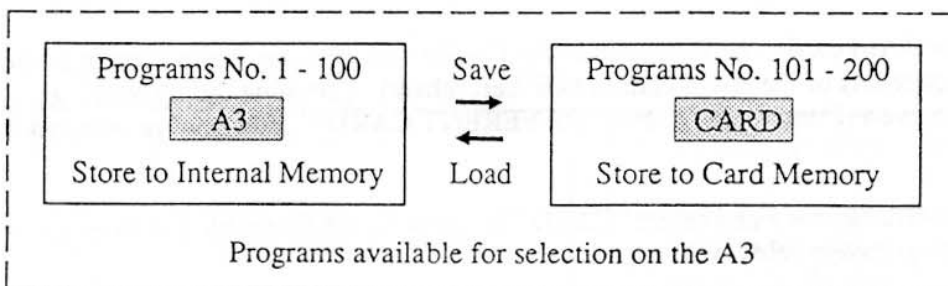 Programs No. 1 - 100
A3
Store to Internal Memory
Save
Load
Programs No. 101 - 200
CARD
Store to Card Memory
Programs available for selection on the A3